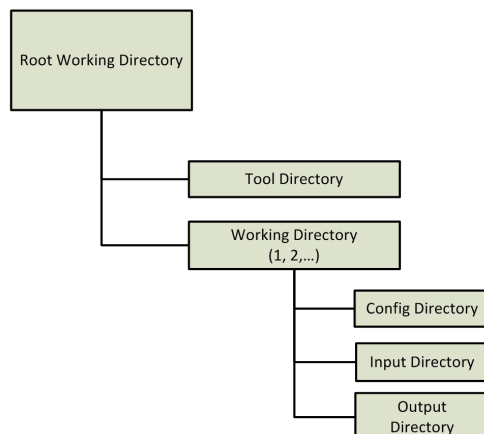 Root Working Directory
Tool Directory
Working Directory
(1, 2,…)
Config Directory
Input Directory
Output
Directory